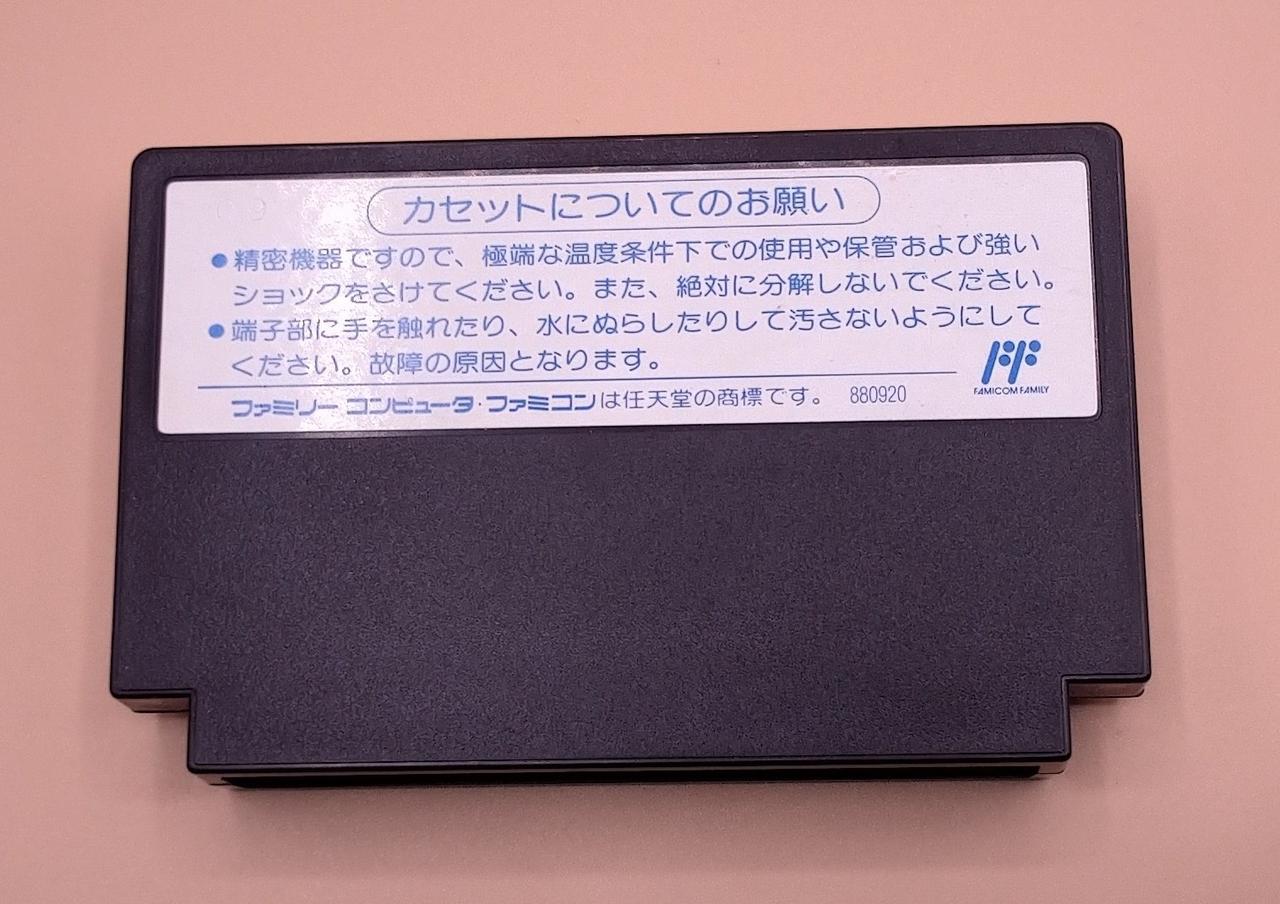 カセットについてのお願い
●精密機器ですので、極端な温度条件下での使用や保管および強い
ショックをさけてください。また、絶対に分解しないでください。
●端子部に手を触れたり、水にぬらしたりして汚さないようにして
ください。故障の原因となります。
FAMICOM FAMILY
ファミリー コンピュータ・ファミコンは任天堂の商標です。 880920